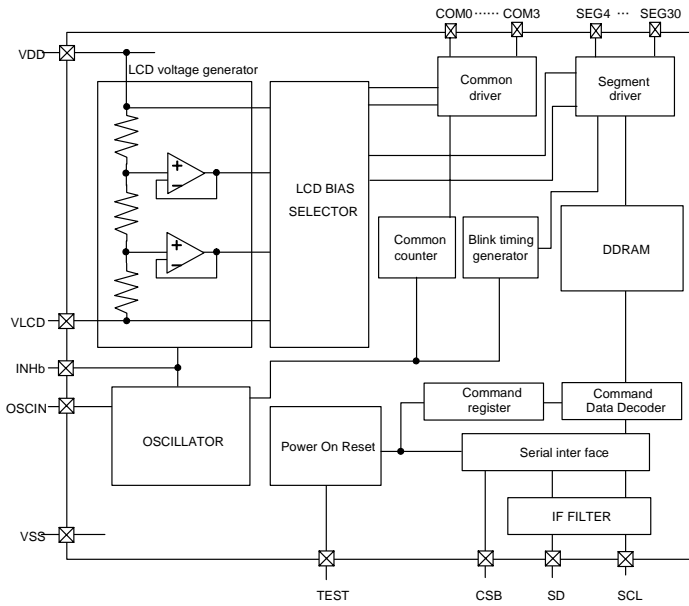 COM0 ······ COM3
SEG4 ··· SEG30
VDD
LCD voltage generator
+
−
+
−
LCD BIAS
SELECTOR
Common
driver
Segment
driver
Common
counter
Blink timing
generator
DDRAM
VLCD
INHb
OSCIN
OSCILLATOR
Power On Reset
Command
register
Command
Data Decoder
Serial inter face
IF FILTER
VSS
TEST
CSB
SD
SCL